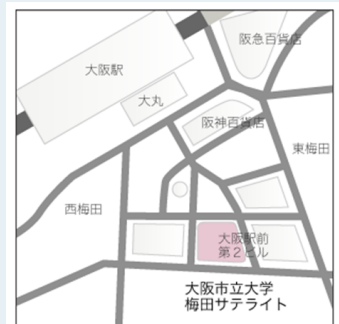 阪急百貨店
大阪駅
大丸
阪神百貨店
東梅田
西梅田
大阪駅前
第2ビル
大阪市立大学
梅田サテライト